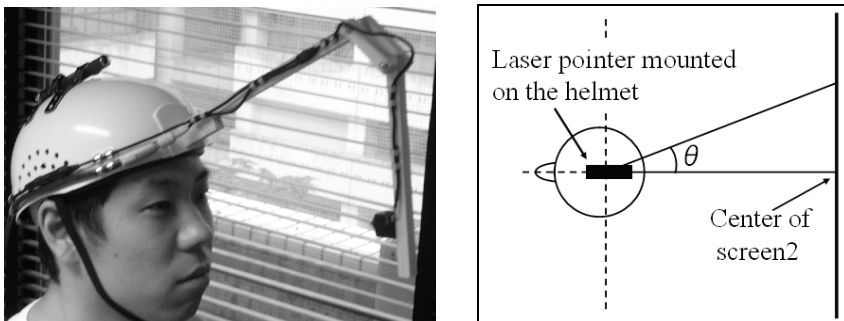 Laser pointer mounted
on the helmet
θ
Center of
screen2